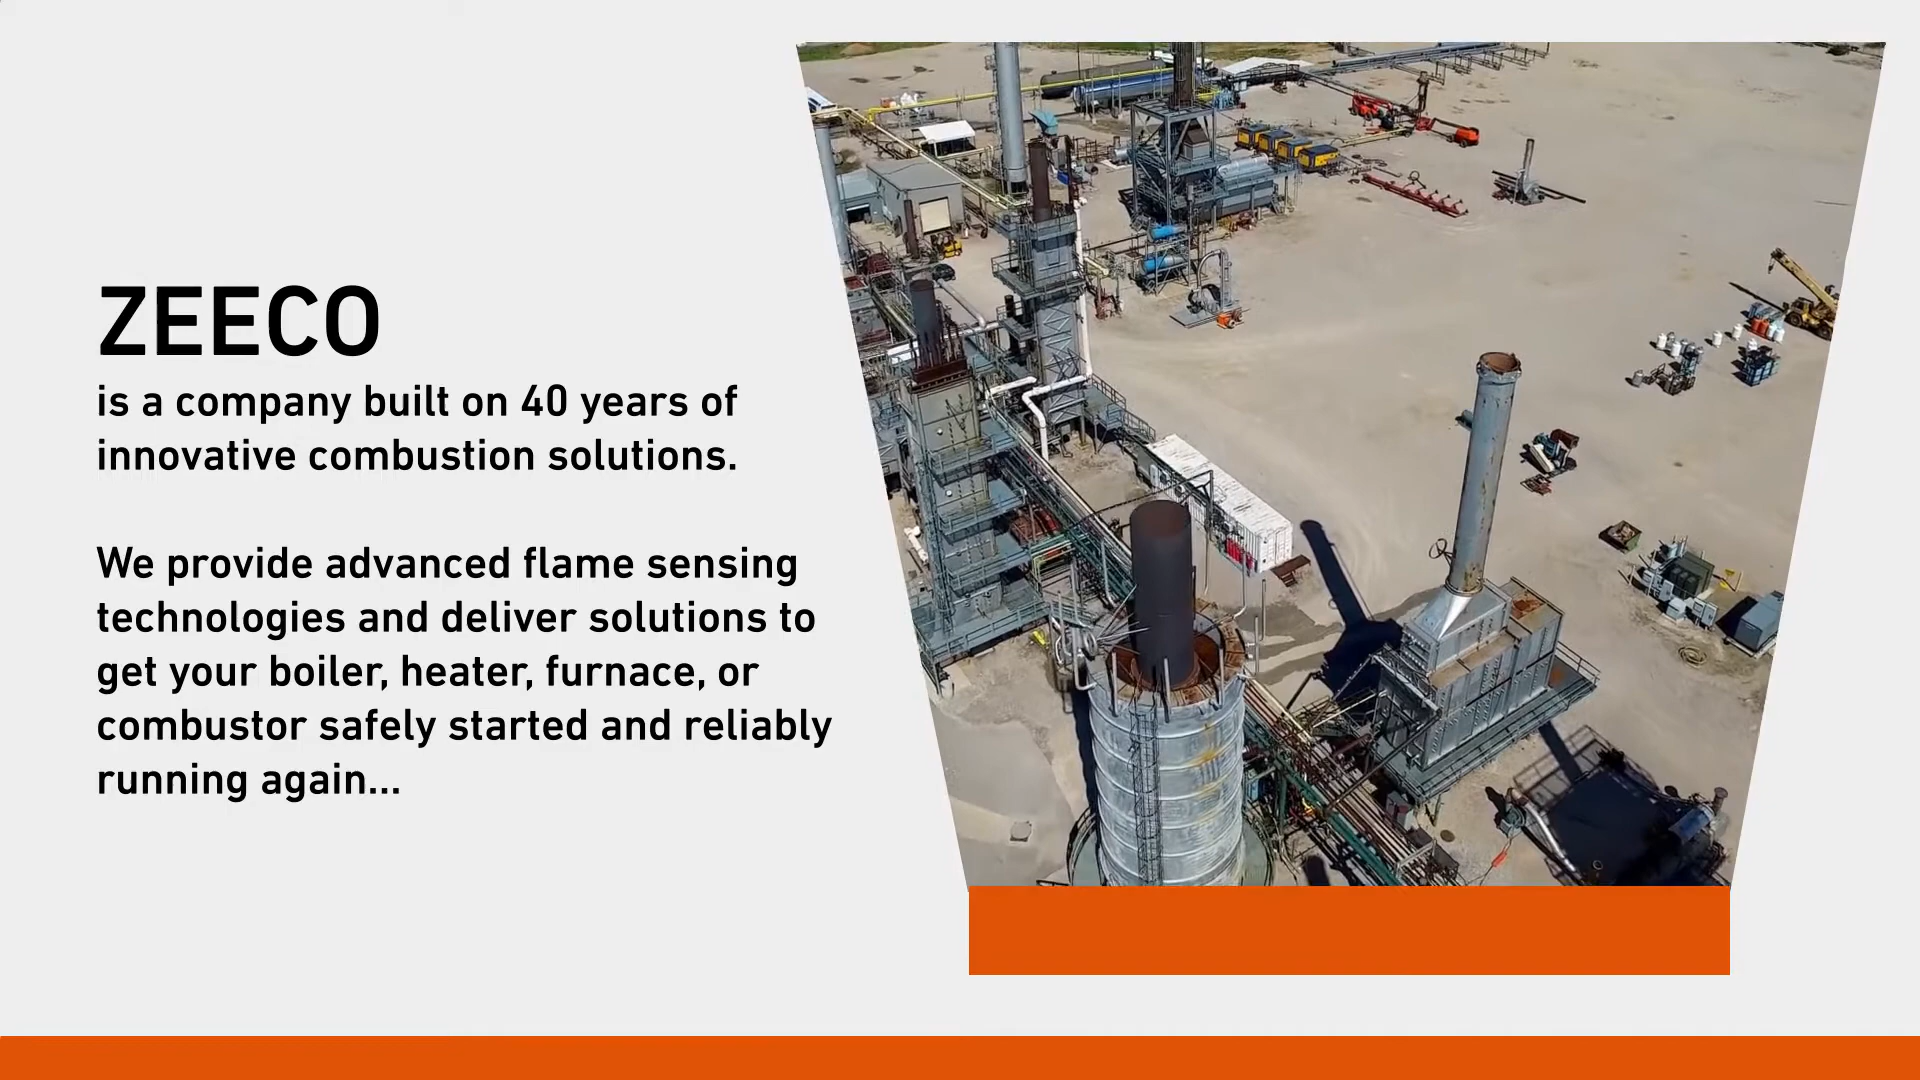 ZEECO
is a company built on 40 years of
innovative combustion solutions.
We provide advanced flame sensing
technologies and deliver solutions to
get your boiler, heater, furnace, or
combustor safely started and reliably
running again...